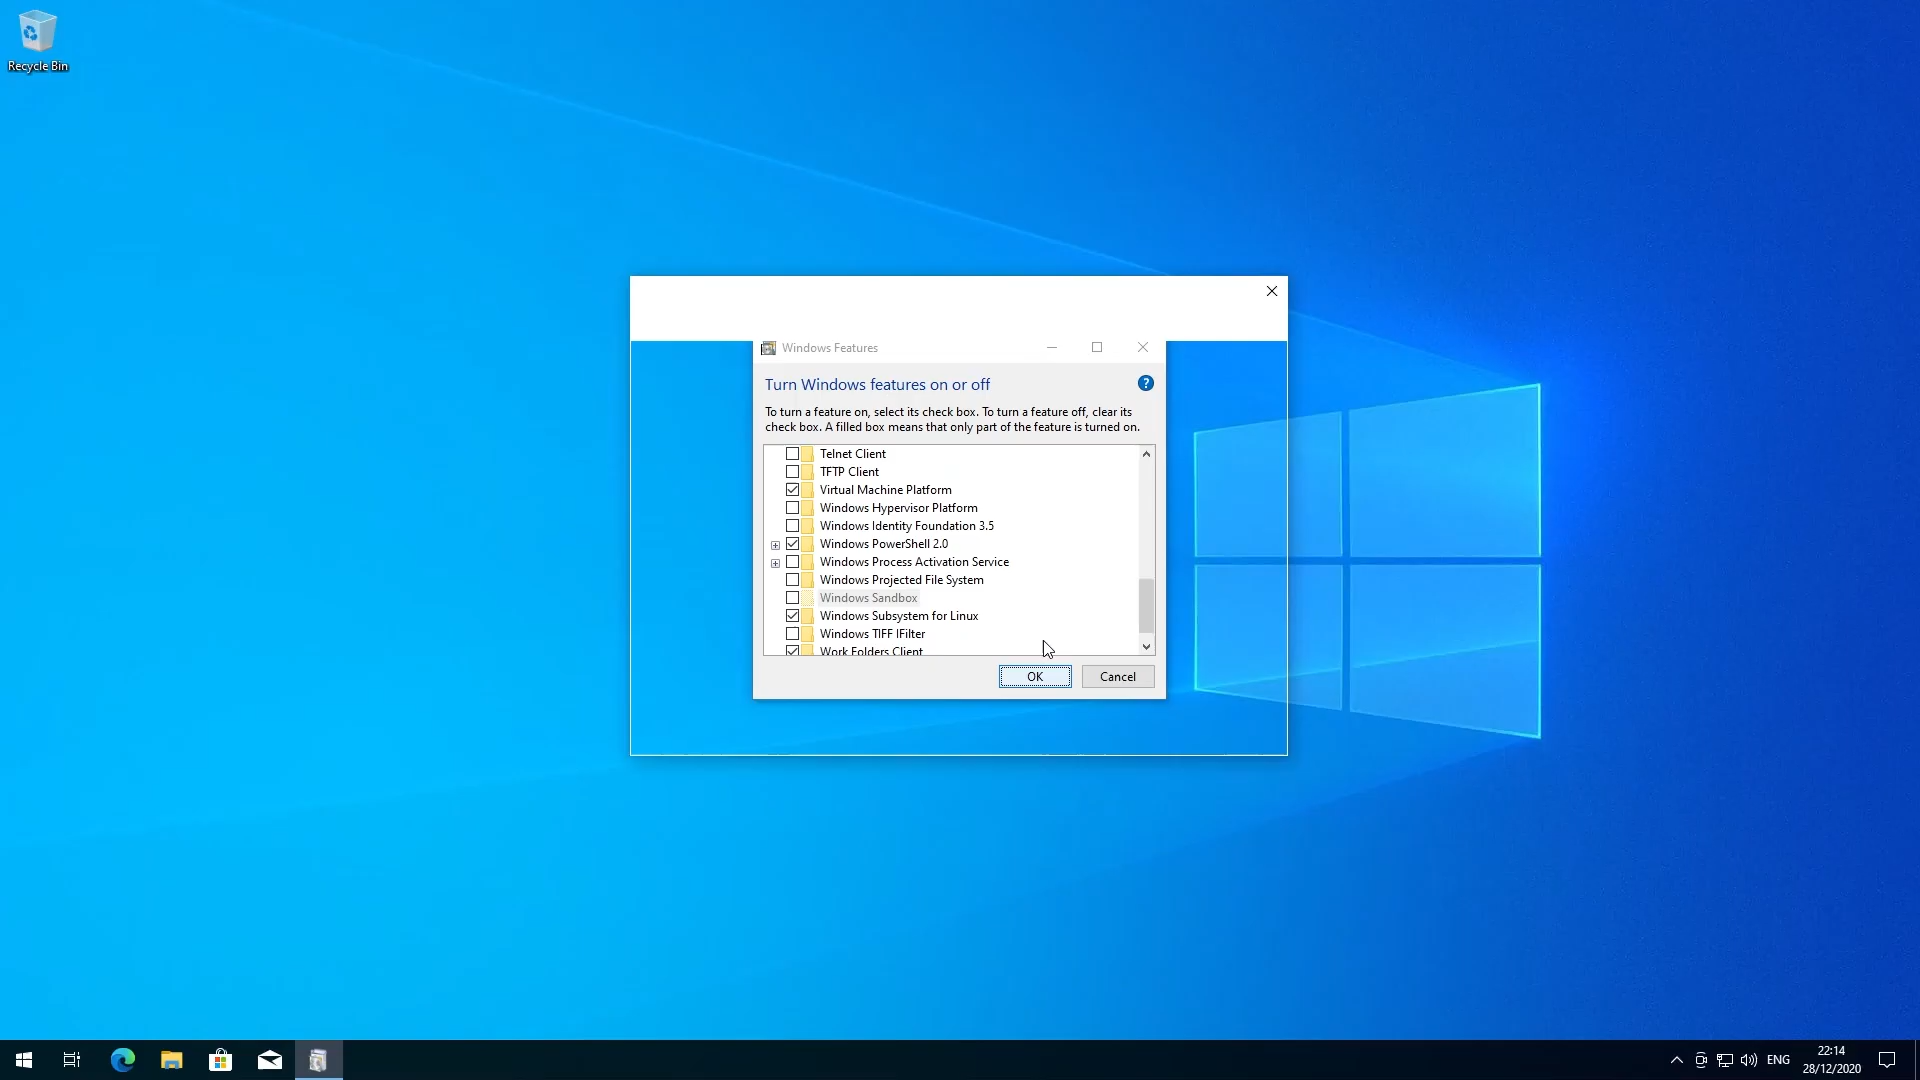 Recycle Bin
Windows Features
Turn Windows features on or off
?
To turn a feature on, select its check box. To turn a feature off, clear its
check box. A filled box means that only part of the feature is turned on.
Telnet Client
TFTP Client
Virtual Machine Platform
Windows Hypervisor Platform
Windows Identity Foundation 3.5
Windows PowerShell 2.0
Windows Process Activation Service
Windows Projected File System
Windows Sandbox
Windows Subsystem for Linux
Windows TIFF IFilter
Work Folders Client
OK
Cancel
ENG
22:14
28/12/2020